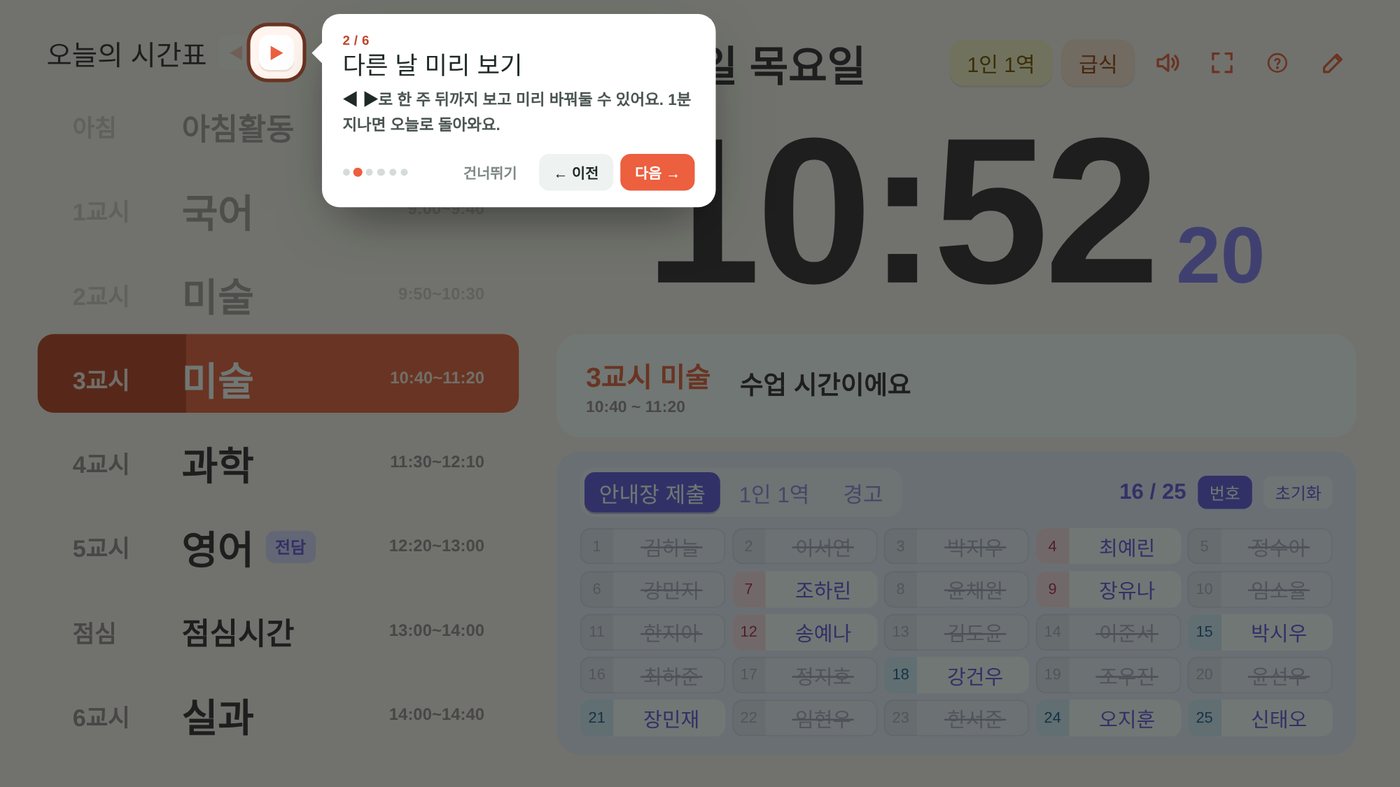 오늘의 시간표
◀ ▶
2 / 6
다른 날 미리 보기
◀ ▶로 한 주 뒤까지 보고 미리 바꿔둘 수 있어요. 1분
지나면 오늘로 돌아와요.
건너뛰기
← 이전
다음 →
일 목요일
1인 1역
급식
10:52
20
아침 아침활동
1교시 국어 9:00~9:40
2교시 미술 9:50~10:30
3교시 미술 10:40~11:20
4교시 과학 11:30~12:10
5교시 영어 전담 12:20~13:00
점심 점심시간 13:00~14:00
6교시 실과 14:00~14:40
3교시 미술 수업 시간이에요
10:40 ~ 11:20
안내장 제출 1인 1역 경고 16 / 25 번호 초기화
1 김하늘 2 이서연 3 박지우 4 최예린 5 정수아
6 강민지 7 조하린 8 윤채원 9 장유나 10 임소율
11 한지아 12 송예나 13 김도윤 14 이준서 15 박시우
16 최하준 17 정지호 18 강건우 19 조우진 20 윤선우
21 장민재 22 임현우 23 한서준 24 오지훈 25 신태오